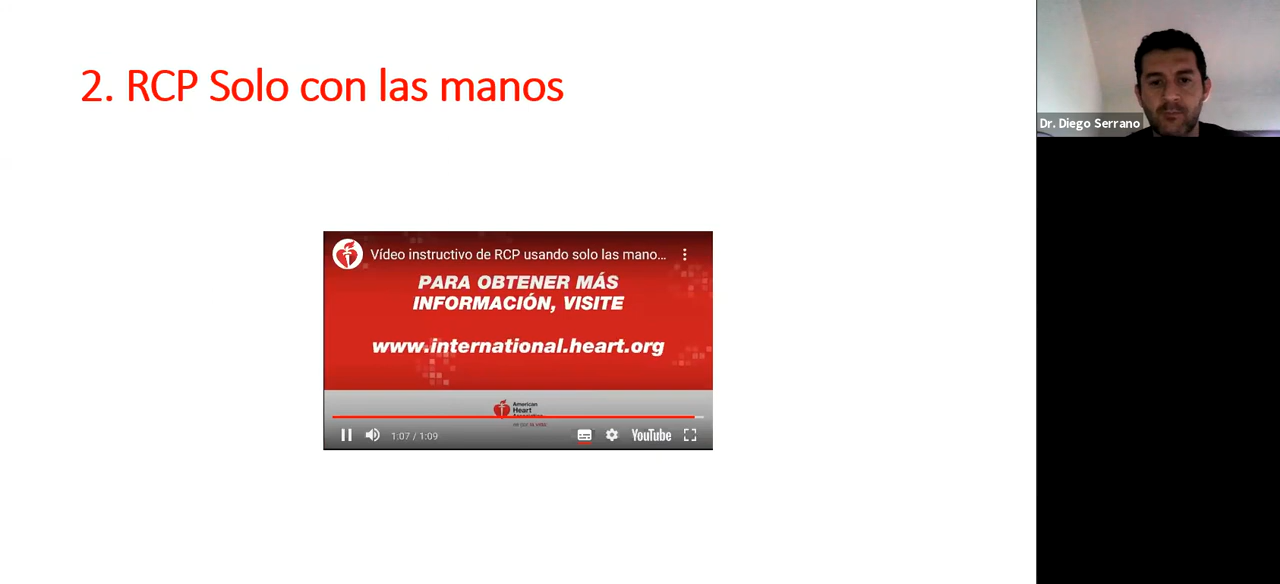 2. RCP Solo con las manos
Dr. Diego Serrano
Vídeo instructivo de RCP usando solo las mano...
PARA OBTENER MÁS
INFORMACIÓN, VISITE
www.international.heart.org
American
Heart
1:07 / 1:09
YouTube